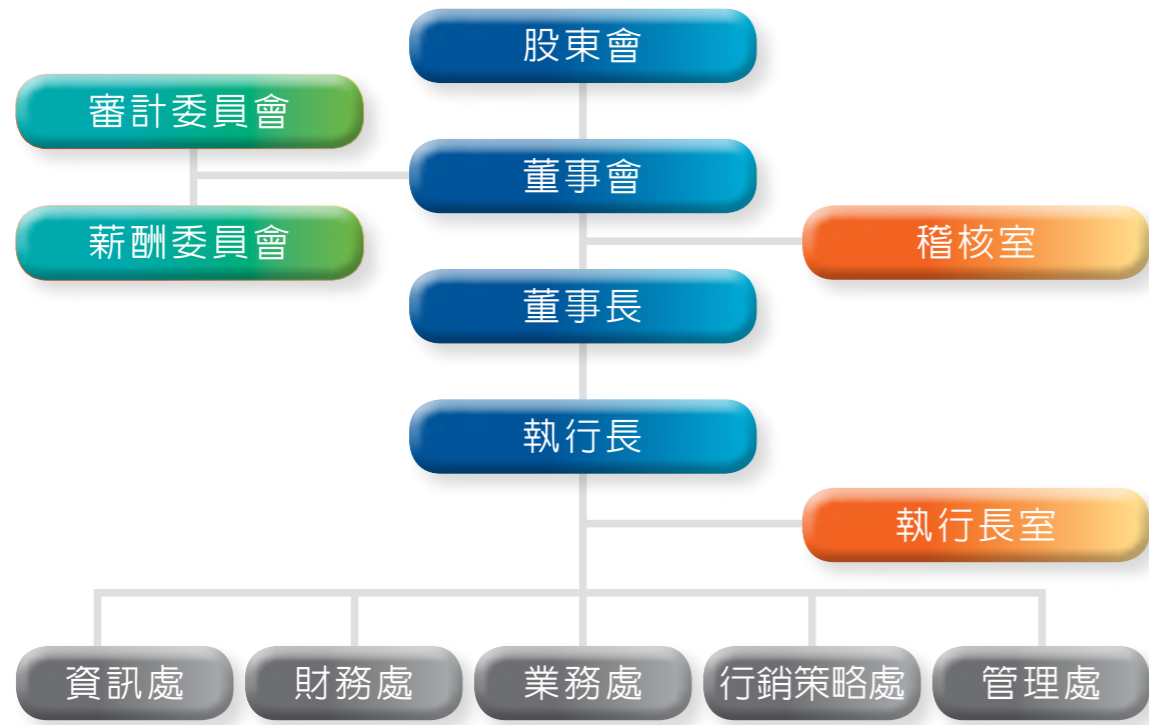 股東會
審計委員會
董事會
薪酬委員會
稽核室
董事長
執行長
執行長室
資訊處
財務處
業務處
行銷策略處
管理處